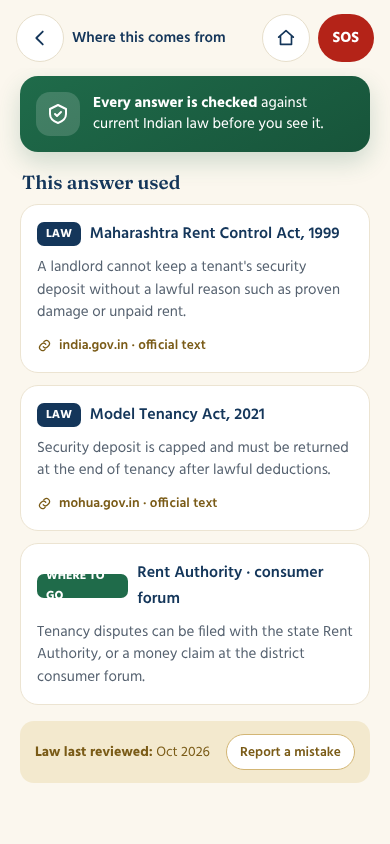 Where this comes from
SOS
Every answer is checked against
current Indian law before you see it.
This answer used
LAW Maharashtra Rent Control Act, 1999
A landlord cannot keep a tenant's security
deposit without a lawful reason such as proven
damage or unpaid rent.
india.gov.in · official text
LAW Model Tenancy Act, 2021
Security deposit is capped and must be returned
at the end of tenancy after lawful deductions.
mohua.gov.in · official text
WHERE TO
GO
Rent Authority · consumer
forum
Tenancy disputes can be filed with the state Rent
Authority, or a money claim at the district
consumer forum.
Law last reviewed: Oct 2026
Report a mistake